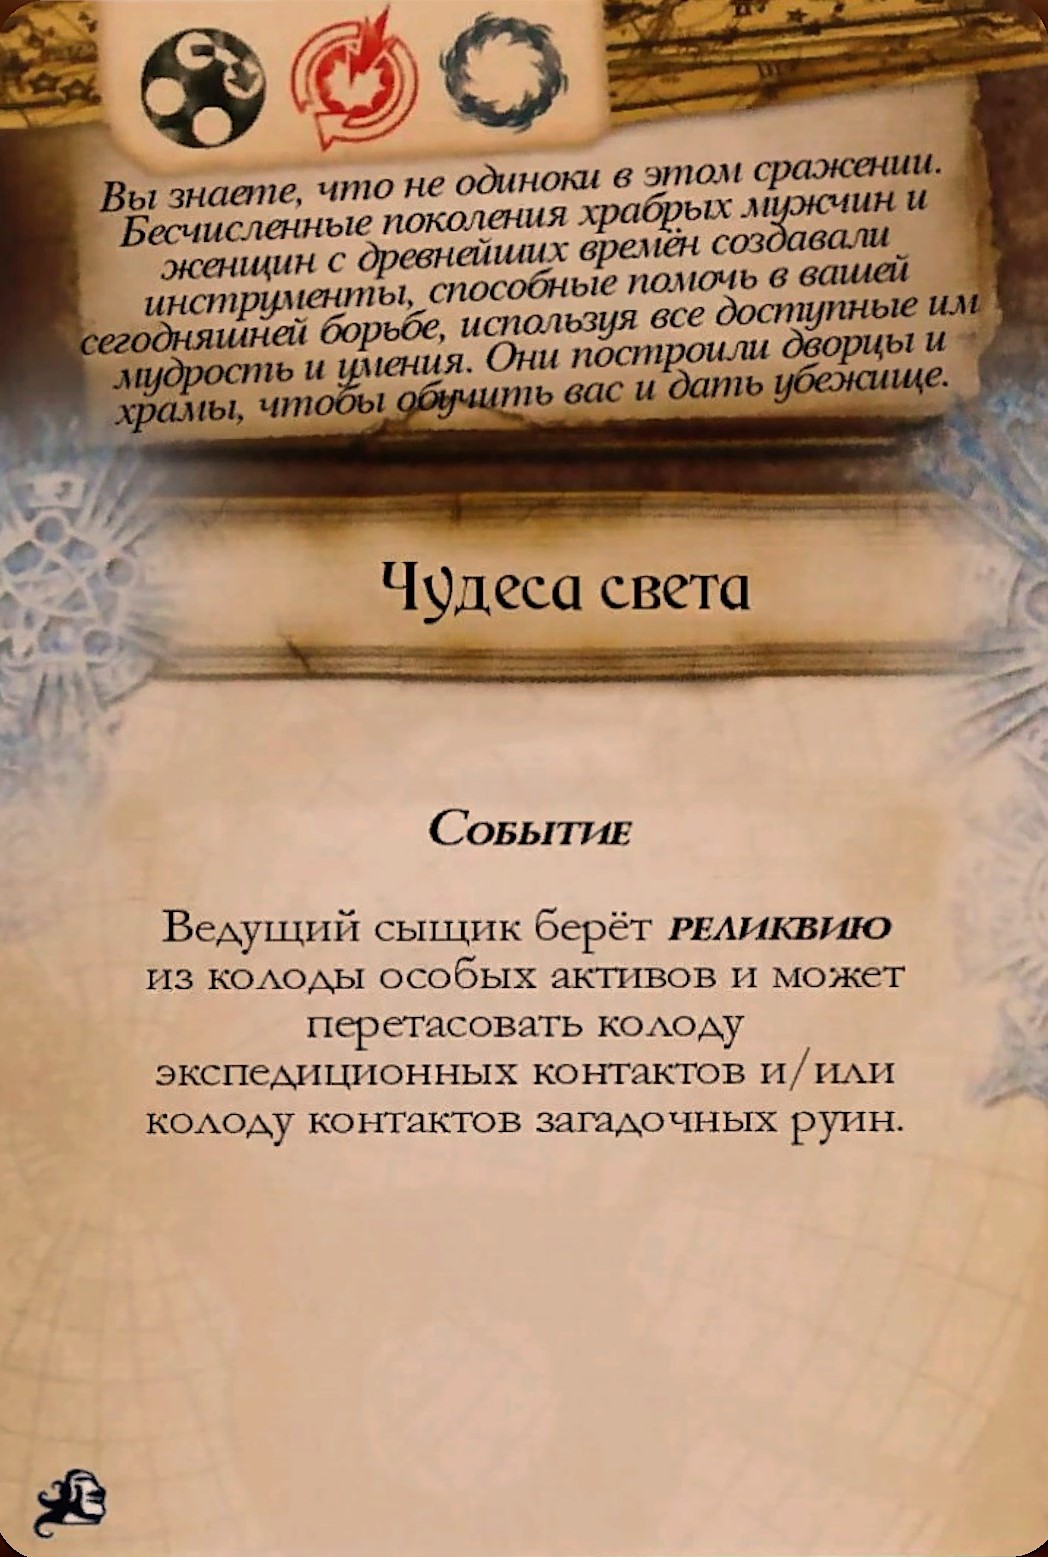 Вы знаете, что не одиноки в этом сражении.
Бесчисленные поколения храбрых мужчин и
женщин с древнейших времён создавали
инструменты, способные помочь в вашей
сегодняшней борьбе, используя все доступные им
мудрость и умения. Они построили дворцы и
храмы, чтобы обучить вас и дать убежище.
Чудеса света
Событие
Ведущий сыщик берёт РЕЛИКВИЮ
из колоды особых активов и может
перетасовать колоду
экспедиционных контактов и/или
колоду контактов загадочных руин.